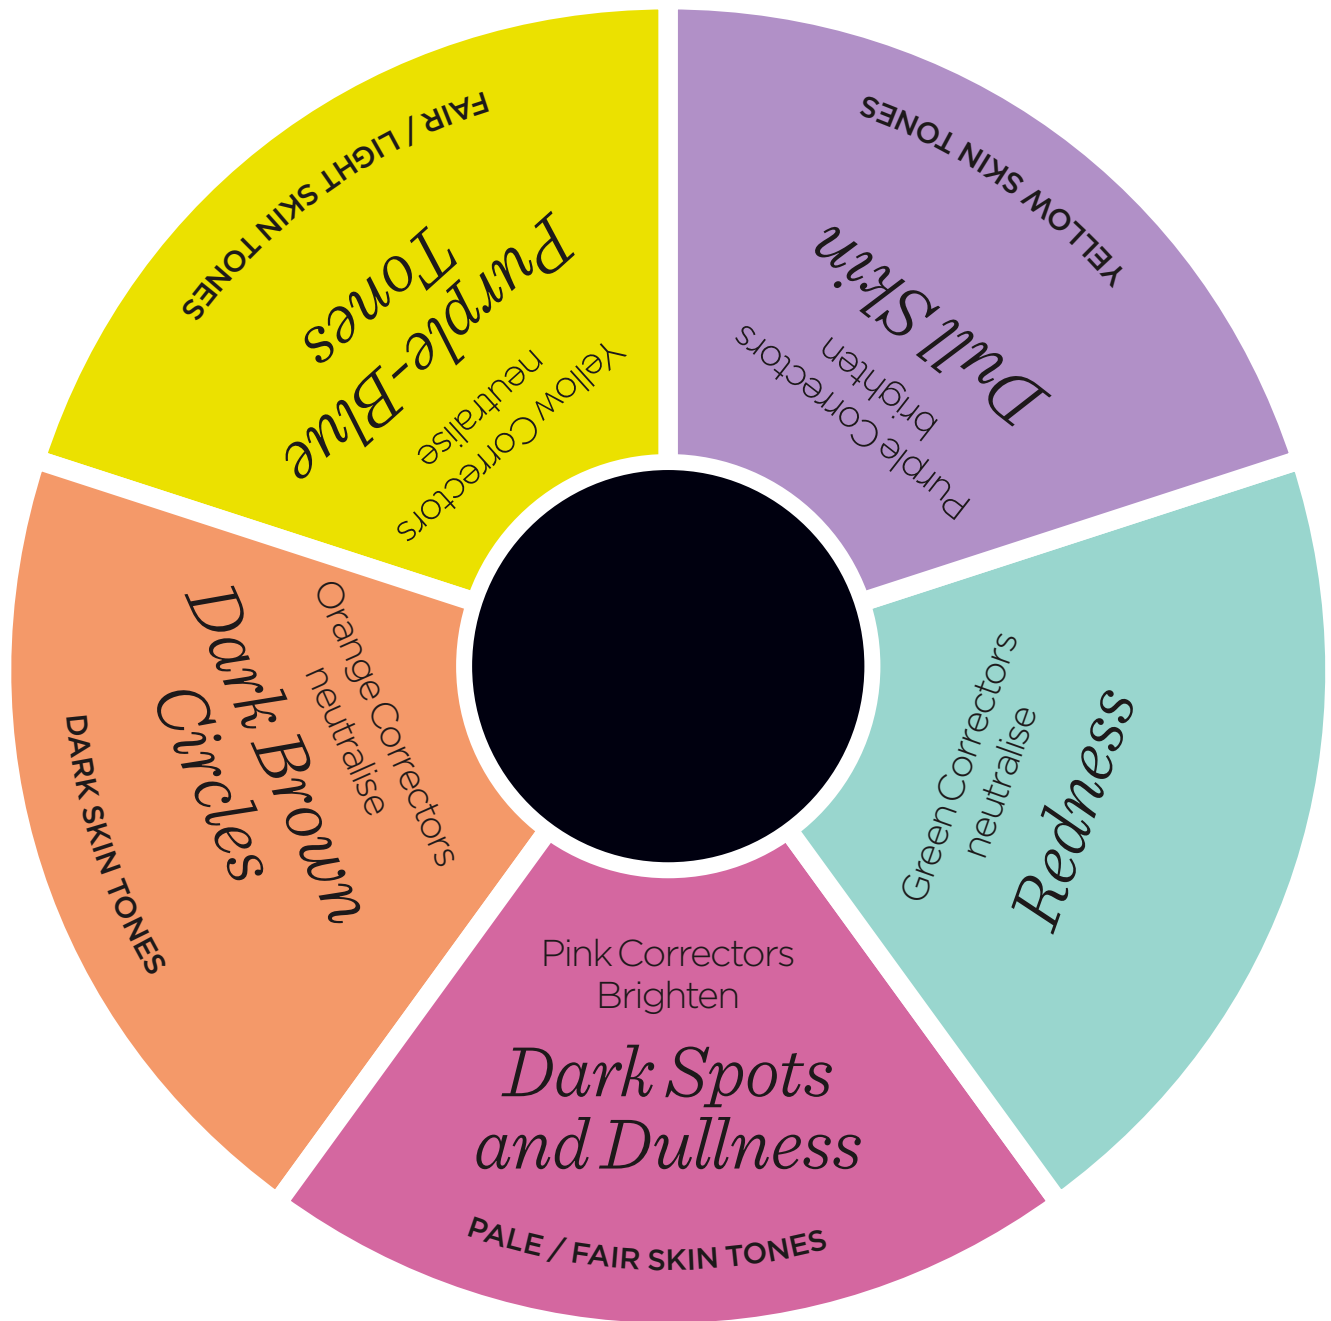 Yellow Correctors
neutralise
Purple-Blue
Tones
FAIR / LIGHT SKIN TONES
Purple Correctors
brighten
Dull Skin
YELLOW SKIN TONES
Green Correctors
neutralise
Redness
Pink Correctors
Brighten
Dark Spots
and Dullness
PALE / FAIR SKIN TONES
Orange Correctors
neutralise
Dark Brown
Circles
DARK SKIN TONES